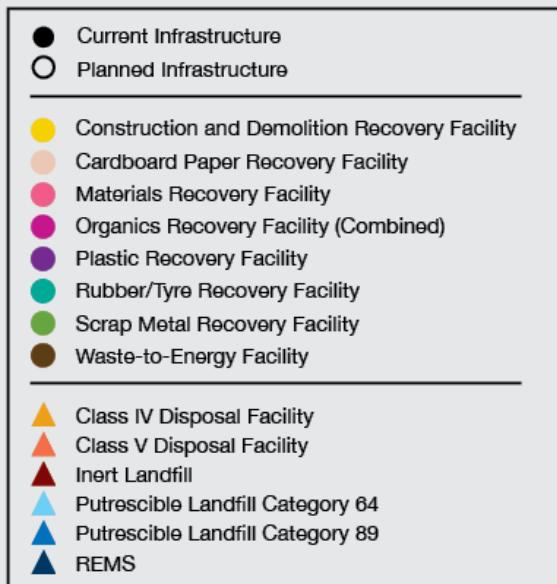 Current Infrastructure
Planned Infrastructure
Construction and Demolition Recovery Facility
Cardboard Paper Recovery Facility
Materials Recovery Facility
Organics Recovery Facility (Combined)
Plastic Recovery Facility
Rubber/Tyre Recovery Facility
Scrap Metal Recovery Facility
Waste-to-Energy Facility
Class IV Disposal Facility
Class V Disposal Facility
Inert Landfill
Putrescible Landfill Category 64
Putrescible Landfill Category 89
REMS